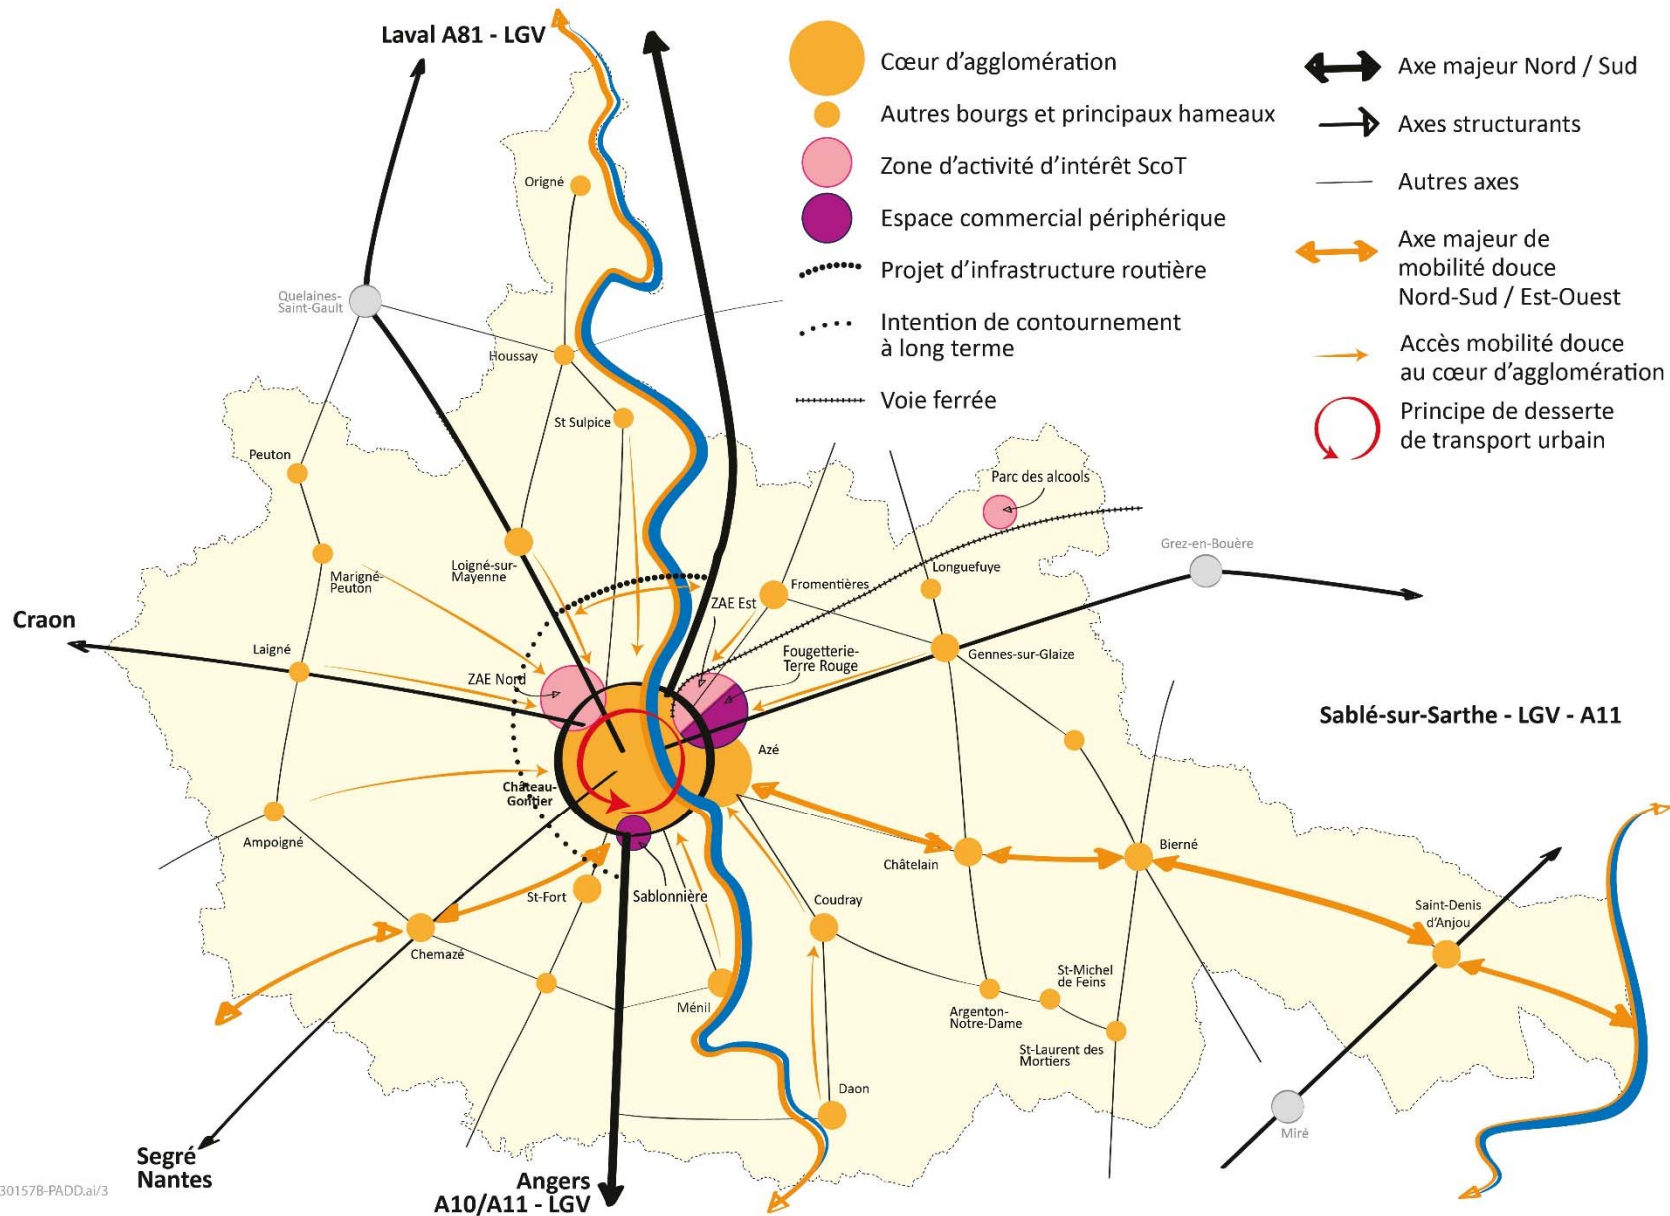 Laval A81 - LGV
Cœur d'agglomération
Autres bourgs et principaux hameaux
Zone d'activité d'intérêt ScoT
Espace commercial périphérique
Projet d'infrastructure routière
Intention de contournement
à long terme
Voie ferrée
Axe majeur Nord / Sud
Axes structurants
Autres axes
Axe majeur de
mobilité douce
Nord-Sud / Est-Ouest
Accès mobilité douce
au cœur d'agglomération
Principe de desserte
de transport urbain
Origné
Quelaines-
Saint-Gault
Houssay
St Sulpice
Peuton
Parc des alcools
Grez-en-Bouère
Loigné-sur-
Mayenne
Marigné-
Peuton
Fromentières
Longuefuye
ZAE Est
Craon
Laigné
Fougetterie-
Terre Rouge
Gennes-sur-Glaize
ZAE Nord
Sablé-sur-Sarthe - LGV - A11
Azé
Château-
Gontier
Ampoigné
Châtelain
Bierné
St-Fort
Sablonnière
Coudray
Saint-Denis
d'Anjou
Chemazé
St-Michel
de Feins
Ménil
Argenton-
Notre-Dame
St-Laurent des
Mortiers
Daon
Miré
Segré
Nantes
Angers
A10/A11 - LGV
30157B-PADD.ai/3